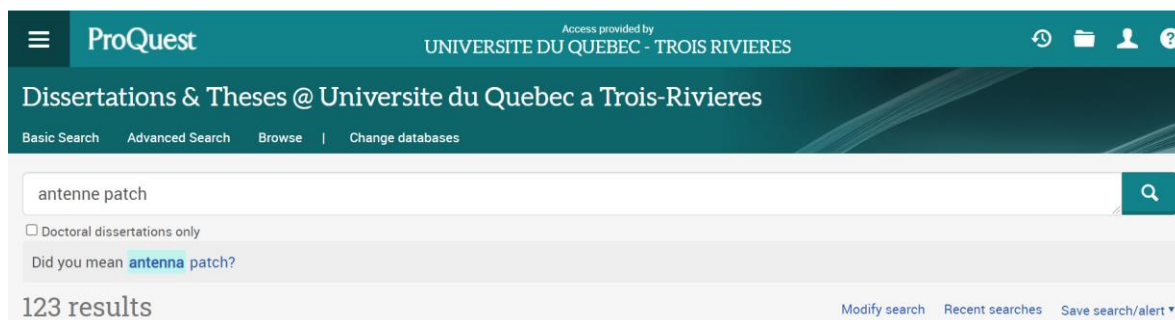 ProQuest
Access provided by
UNIVERSITE DU QUEBEC - TROIS RIVIERES
Dissertations & Theses @ Universite du Quebec a Trois-Rivieres
Basic Search Advanced Search Browse | Change databases
antenne patch
Doctoral dissertations only
Did you mean antenna patch?
123 results
Modify search Recent searches Save search/alert